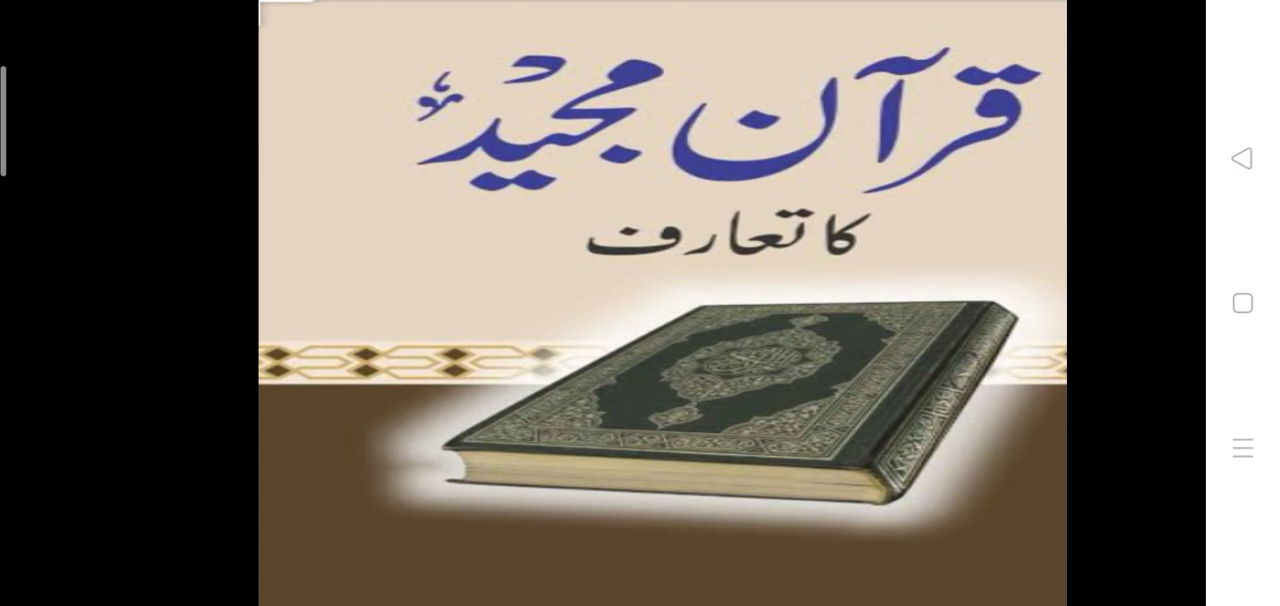 قرآن مجید
کا تعارف